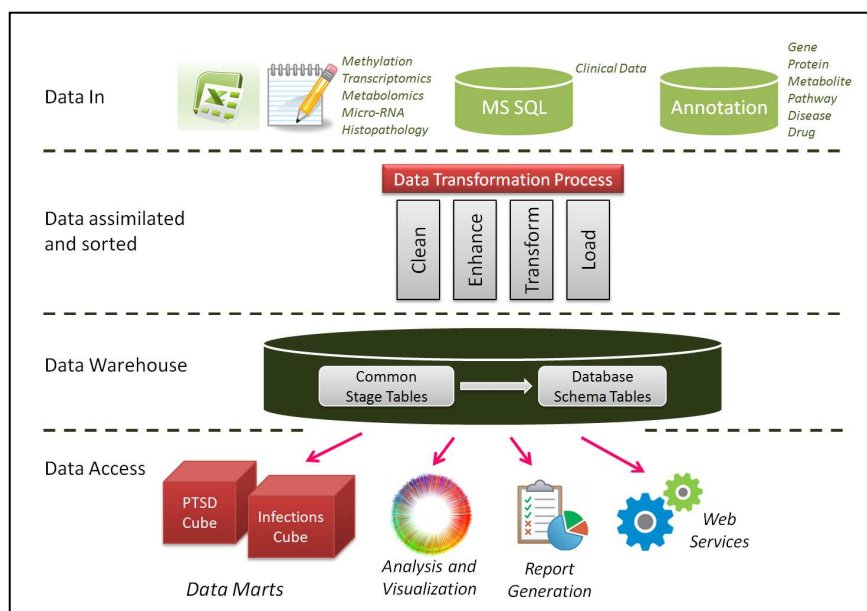 Data In
Methylation
Transcriptomics
Metabolomics
Micro-RNA
Histopathology
MS SQL
Clinical Data
Annotation
Gene
Protein
Metabolite
Pathway
Disease
Drug
Data assimilated
and sorted
Data Transformation Process
Clean
Enhance
Transform
Load
Data Warehouse
Common
Stage Tables
Database
Schema Tables
Data Access
PTSD
Cube
Infections
Cube
Data Marts
Analysis and
Visualization
Report
Generation
Web
Services